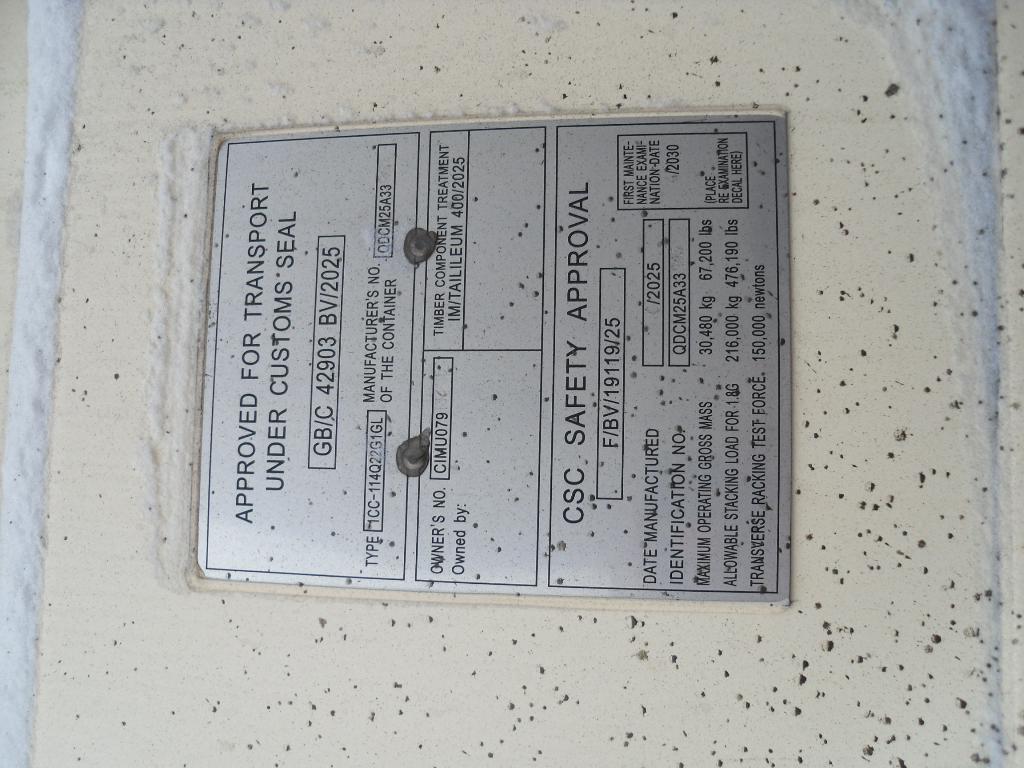 APPROVED FOR TRANSPORT
UNDER CUSTOMS SEAL
GB/C 42903 BV/2025
TYPE 1CC-114Q22G1GL MANUFACTURER'S NO.
OF THE CONTAINER QDCM25A33
OWNER'S NO. CIMU079
Owned by:
TIMBER COMPONENT TREATMENT
IM/TAILILEUM 400/2025
CSC SAFETY APPROVAL
F/BV/19119/25
DATE MANUFACTURED /2025
IDENTIFICATION NO. QDCM25A33
MAXIMUM OPERATING GROSS MASS 30,480 kg 67,200 lbs
ALLOWABLE STACKING LOAD FOR 1.8G 216,000 kg 476,190 lbs
TRANSVERSE RACKING TEST FORCE. 150,000 newtons
FIRST MAINTE-
NANCE EXAMI-
NATION-DATE
/2030
(PLACE
RE EXAMINATION
DECAL HERE)